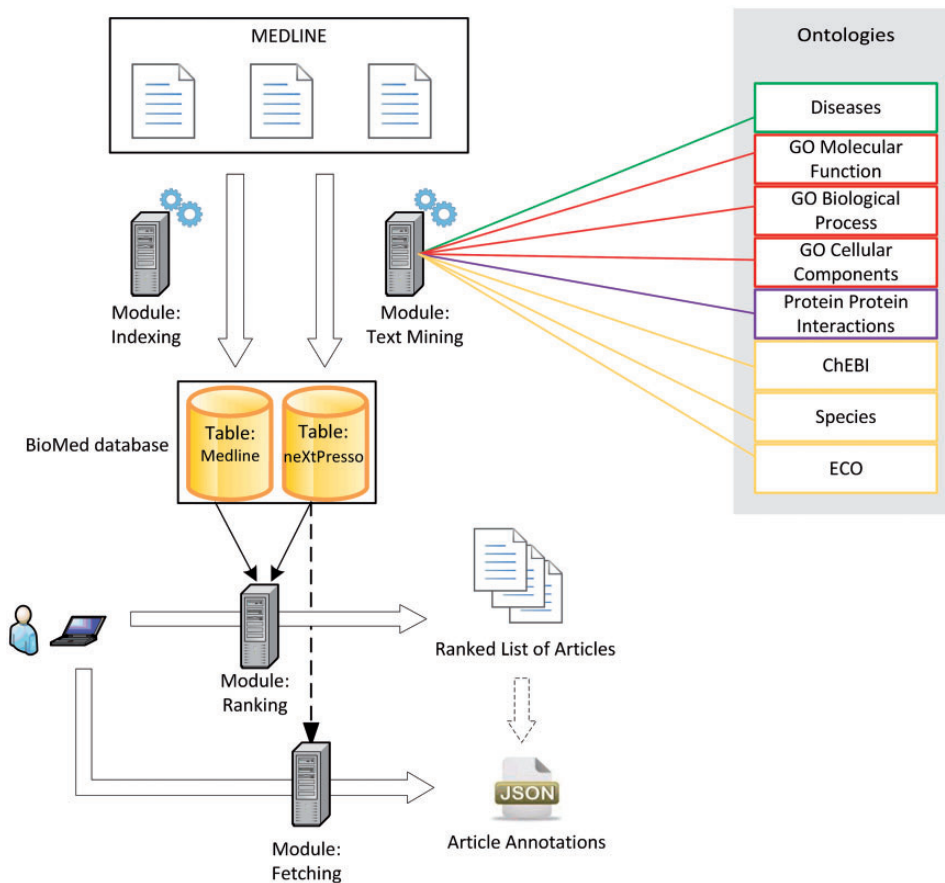 MEDLINE
Ontologies
Diseases
GO Molecular
Function
GO Biological
Process
GO Cellular
Components
Protein Protein
Interactions
ChEBI
Species
ECO
Module:
Indexing
Module:
Text Mining
BioMed database
Table:
Medline
Table:
neXtPresso
Module:
Ranking
Ranked List of Articles
JSON
Article Annotations
Module:
Fetching